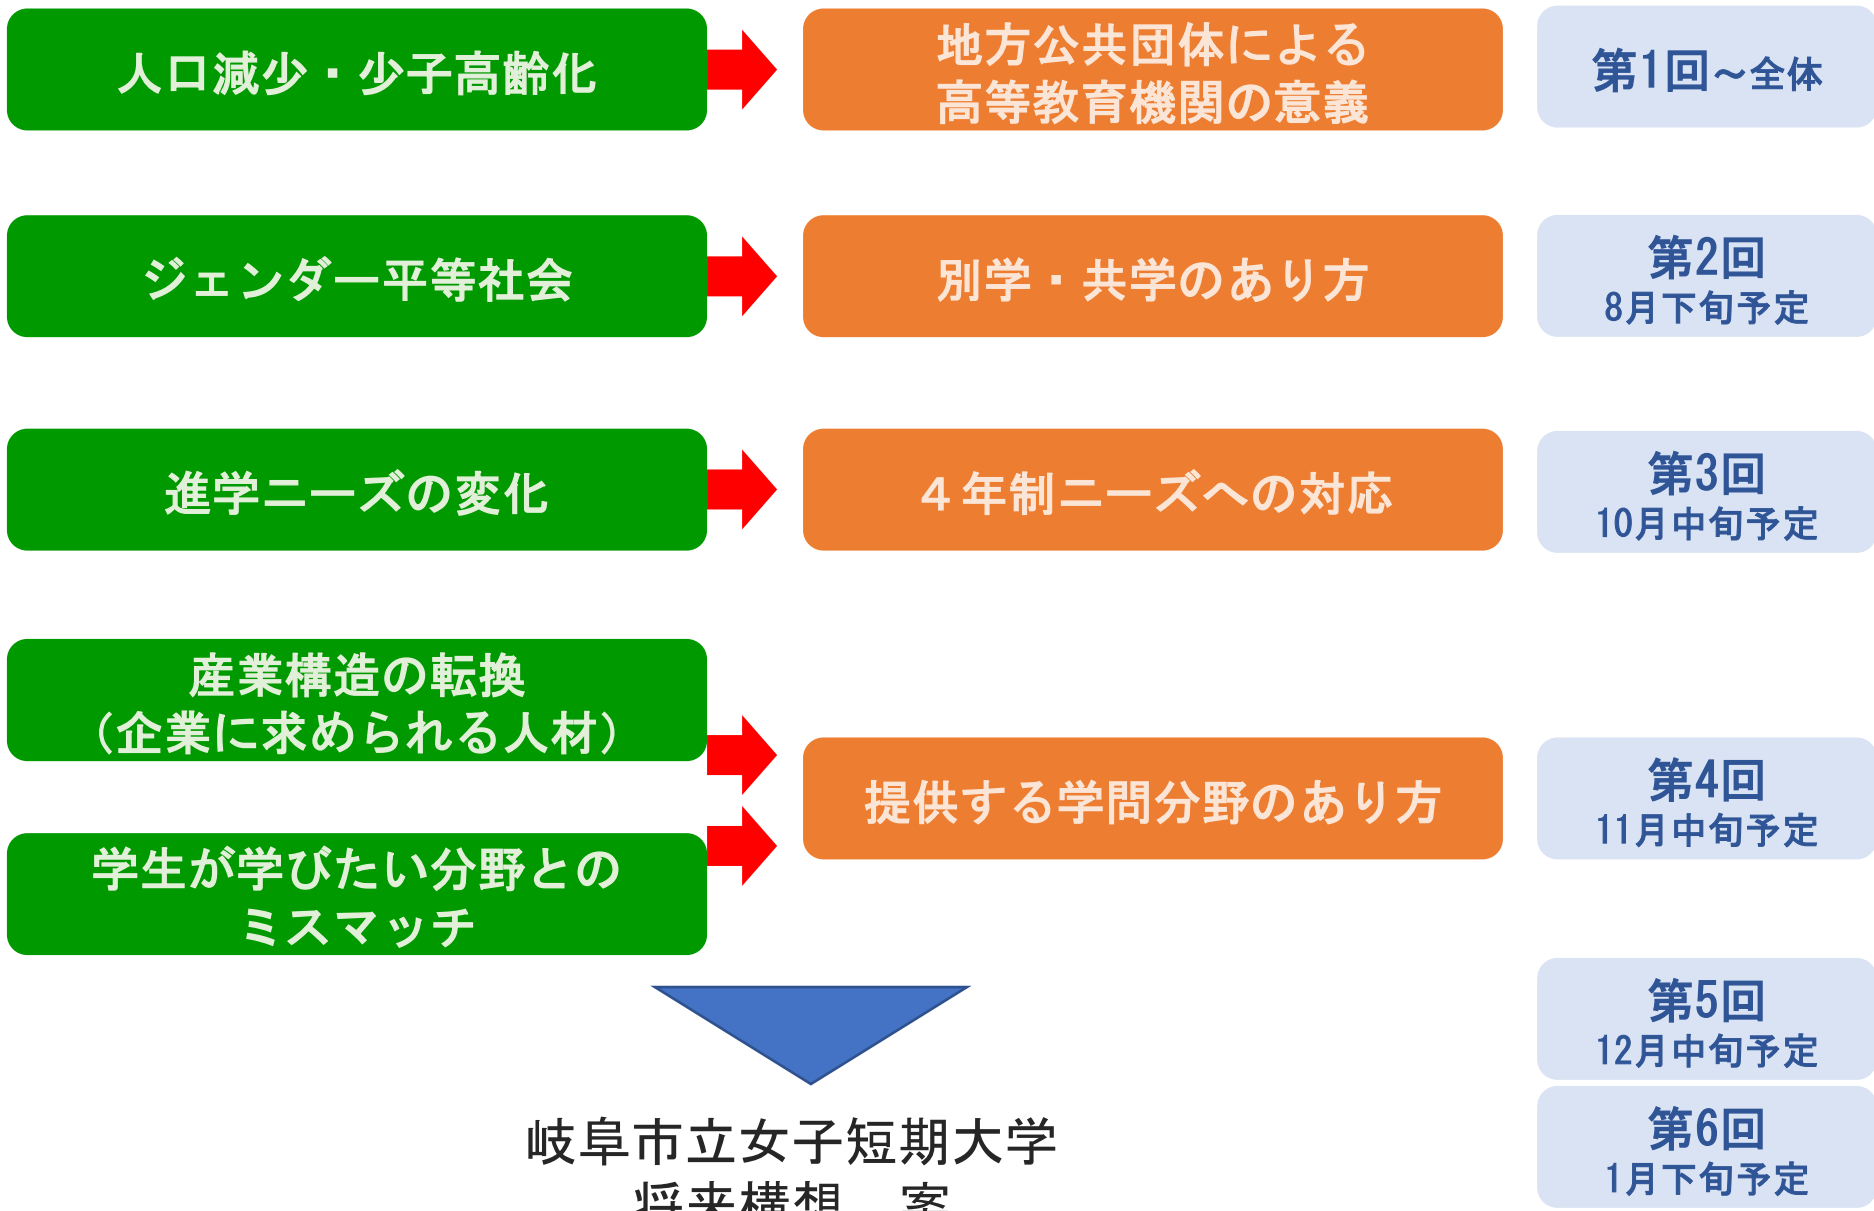 人口減少・少子高齢化
地方公共団体による
高等教育機関の意義
第1回～全体
ジェンダー平等社会
別学・共学のあり方
第2回
8月下旬予定
進学ニーズの変化
４年制ニーズへの対応
第3回
10月中旬予定
産業構造の転換
（企業に求められる人材）
学生が学びたい分野との
ミスマッチ
提供する学問分野のあり方
第4回
11月中旬予定
第5回
12月中旬予定
岐阜市立女子短期大学
将来構想　案
第6回
1月下旬予定